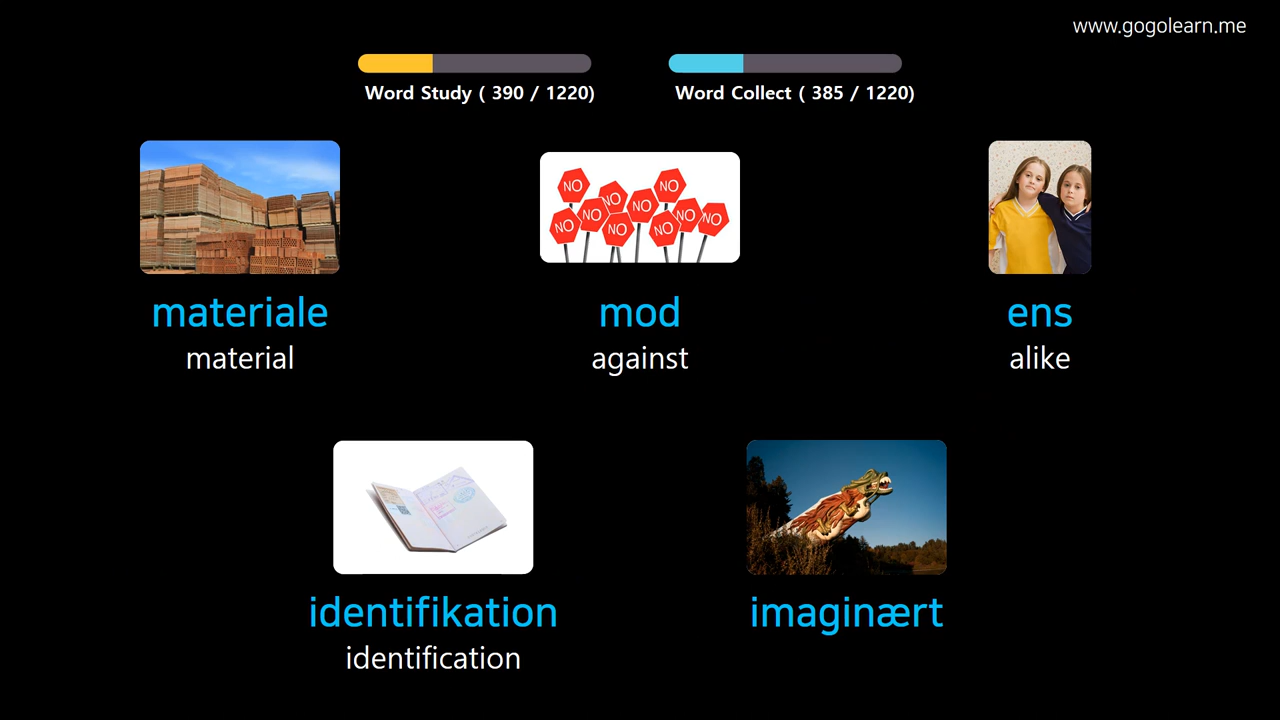 www.gogolearn.me
Word Study ( 390 / 1220)
Word Collect ( 385 / 1220)
NO NO NO NO NO NO NO NO NO NO
materiale
mod
ens
material
against
alike
identifikation
imaginært
identification